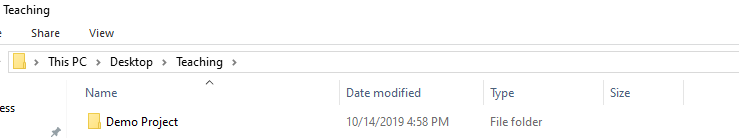 Teaching
Share View
This PC > Desktop > Teaching >
Name Date modified Type Size
Demo Project 10/14/2019 4:58 PM File folder